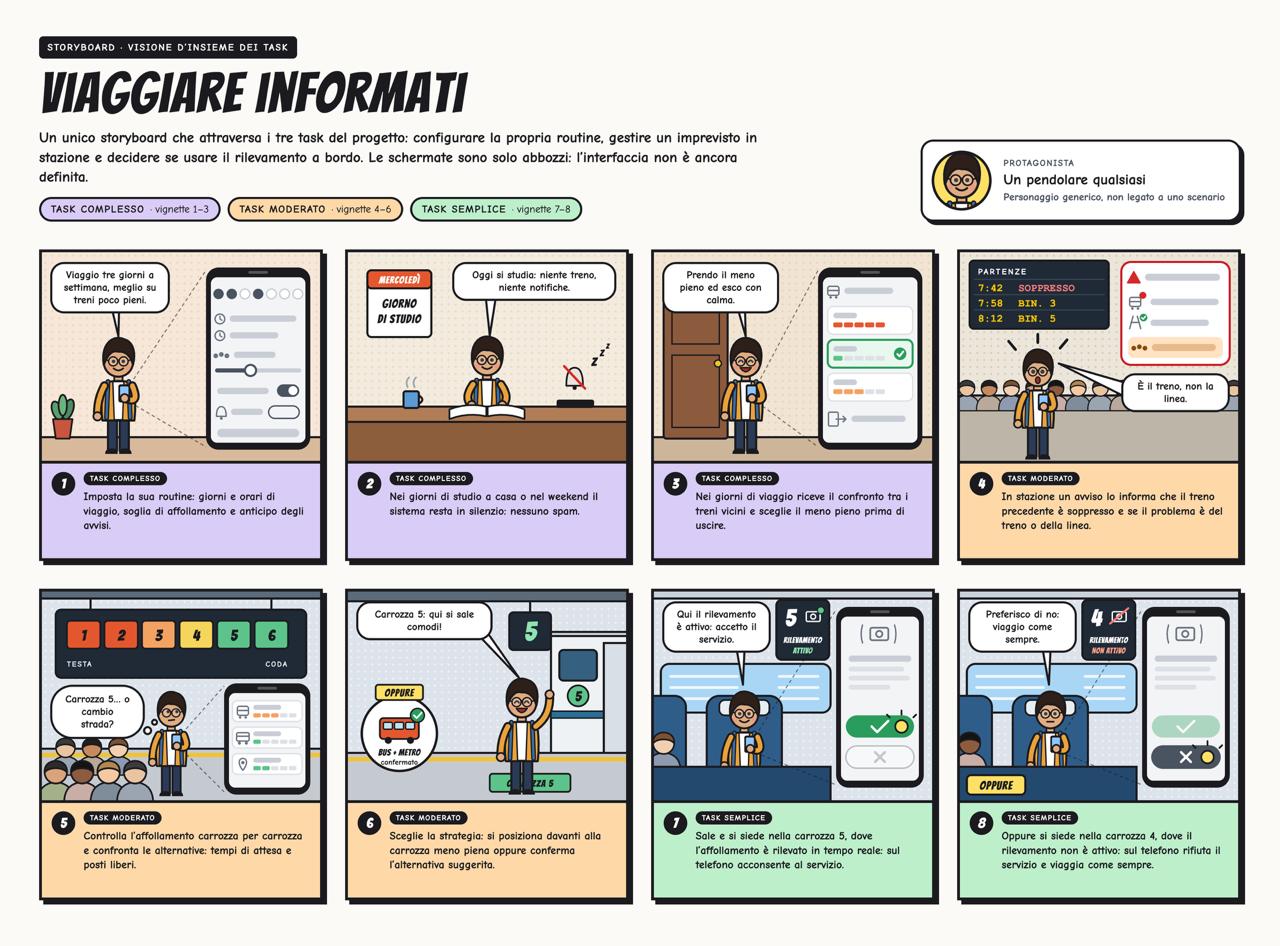 STORYBOARD · VISIONE D'INSIEME DEI TASK
VIAGGIARE INFORMATI
Un unico storyboard che attraversa i tre task del progetto: configurare la propria routine, gestire un imprevisto in
stazione e decidere se usare il rilevamento a bordo. Le schermate sono solo abbozzi: l'interfaccia non è ancora
definita.
TASK COMPLESSO · vignette 1–3
TASK MODERATO · vignette 4–6
TASK SEMPLICE · vignette 7–8
PROTAGONISTA
Un pendolare qualsiasi
Personaggio generico, non legato a uno scenario
Viaggio tre giorni a
settimana, meglio su
treni poco pieni.
1
TASK COMPLESSO
Imposta la sua routine: giorni e orari di
viaggio, soglia di affollamento e anticipo degli
avvisi.
MERCOLEDÌ
GIORNO
DI STUDIO
Oggi si studia: niente treno,
niente notifiche.
z z z
2
TASK COMPLESSO
Nei giorni di studio a casa o nel weekend il
sistema resta in silenzio: nessuno spam.
Prendo il meno
pieno ed esco con
calma.
3
TASK COMPLESSO
Nei giorni di viaggio riceve il confronto tra i
treni vicini e sceglie il meno pieno prima di
uscire.
PARTENZE
7:42 SOPPRESSO
7:58 BIN. 3
8:12 BIN. 5
È il treno, non la
linea.
4
TASK MODERATO
In stazione un avviso lo informa che il treno
precedente è soppresso e se il problema è del
treno o della linea.
1 2 3 4 5 6
TESTA CODA
Carrozza 5... o
cambio
strada?
5
TASK MODERATO
Controlla l'affollamento carrozza per carrozza
e confronta le alternative: tempi di attesa e
posti liberi.
Carrozza 5: qui si sale
comodi!
5
5
OPPURE
BUS + METRO
confermato
6
TASK MODERATO
Sceglie la strategia: si posiziona davanti alla
carrozza meno piena oppure conferma
l'alternativa suggerita.
Qui il rilevamento
è attivo: accetto il
servizio.
5
RILEVAMENTO
ATTIVO
7
TASK SEMPLICE
Sale e si siede nella carrozza 5, dove
l'affollamento è rilevato in tempo reale: sul
telefono acconsente al servizio.
Preferisco di no:
viaggio come
sempre.
4
RILEVAMENTO
NON ATTIVO
OPPURE
8
TASK SEMPLICE
Oppure si siede nella carrozza 4, dove il
rilevamento non è attivo: sul telefono rifiuta il
servizio e viaggia come sempre.